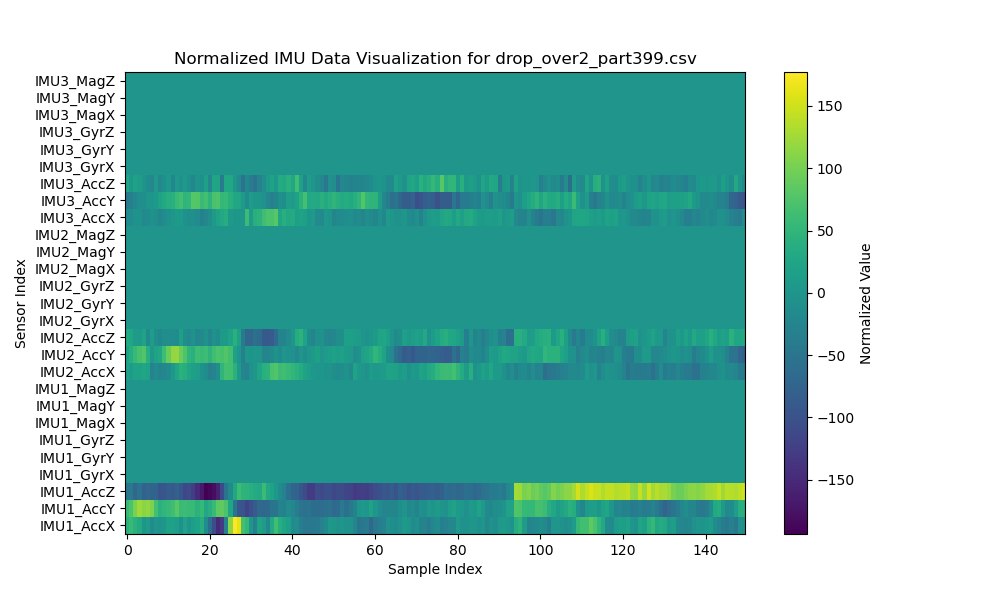 Normalized IMU Data Visualization for drop_over2_part399.csv
IMU3_MagZ
IMU3_MagY
IMU3_MagX
IMU3_GyrZ
IMU3_GyrY
IMU3_GyrX
IMU3_AccZ
IMU3_AccY
IMU3_AccX
IMU2_MagZ
IMU2_MagY
IMU2_MagX
IMU2_GyrZ
IMU2_GyrY
IMU2_GyrX
IMU2_AccZ
IMU2_AccY
IMU2_AccX
IMU1_MagZ
IMU1_MagY
IMU1_MagX
IMU1_GyrZ
IMU1_GyrY
IMU1_GyrX
IMU1_AccZ
IMU1_AccY
IMU1_AccX
Sensor Index
0 20 40 60 80 100 120 140
Sample Index
150
100
50
0
−50
−100
−150
Normalized Value